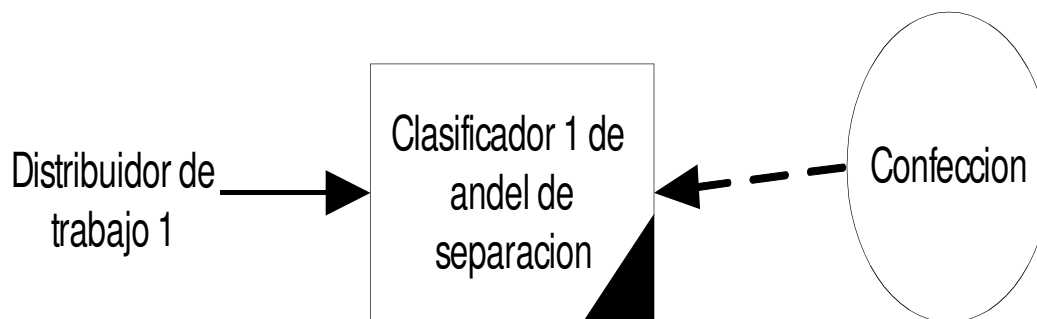 Distribuidor de
trabajo 1
Clasificador 1 de
andel de
separacion
Confeccion